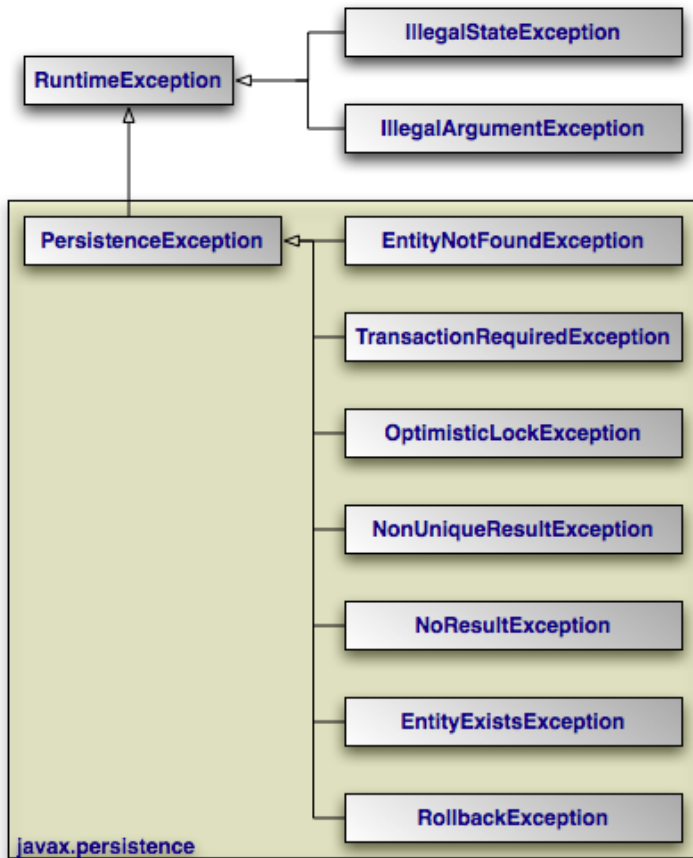 IllegalStateException
RuntimeException
IllegalArgumentException
PersistenceException
EntityNotFoundException
TransactionRequiredException
OptimisticLockException
NonUniqueResultException
NoResultException
EntityExistsException
RollbackException
javax.persistence